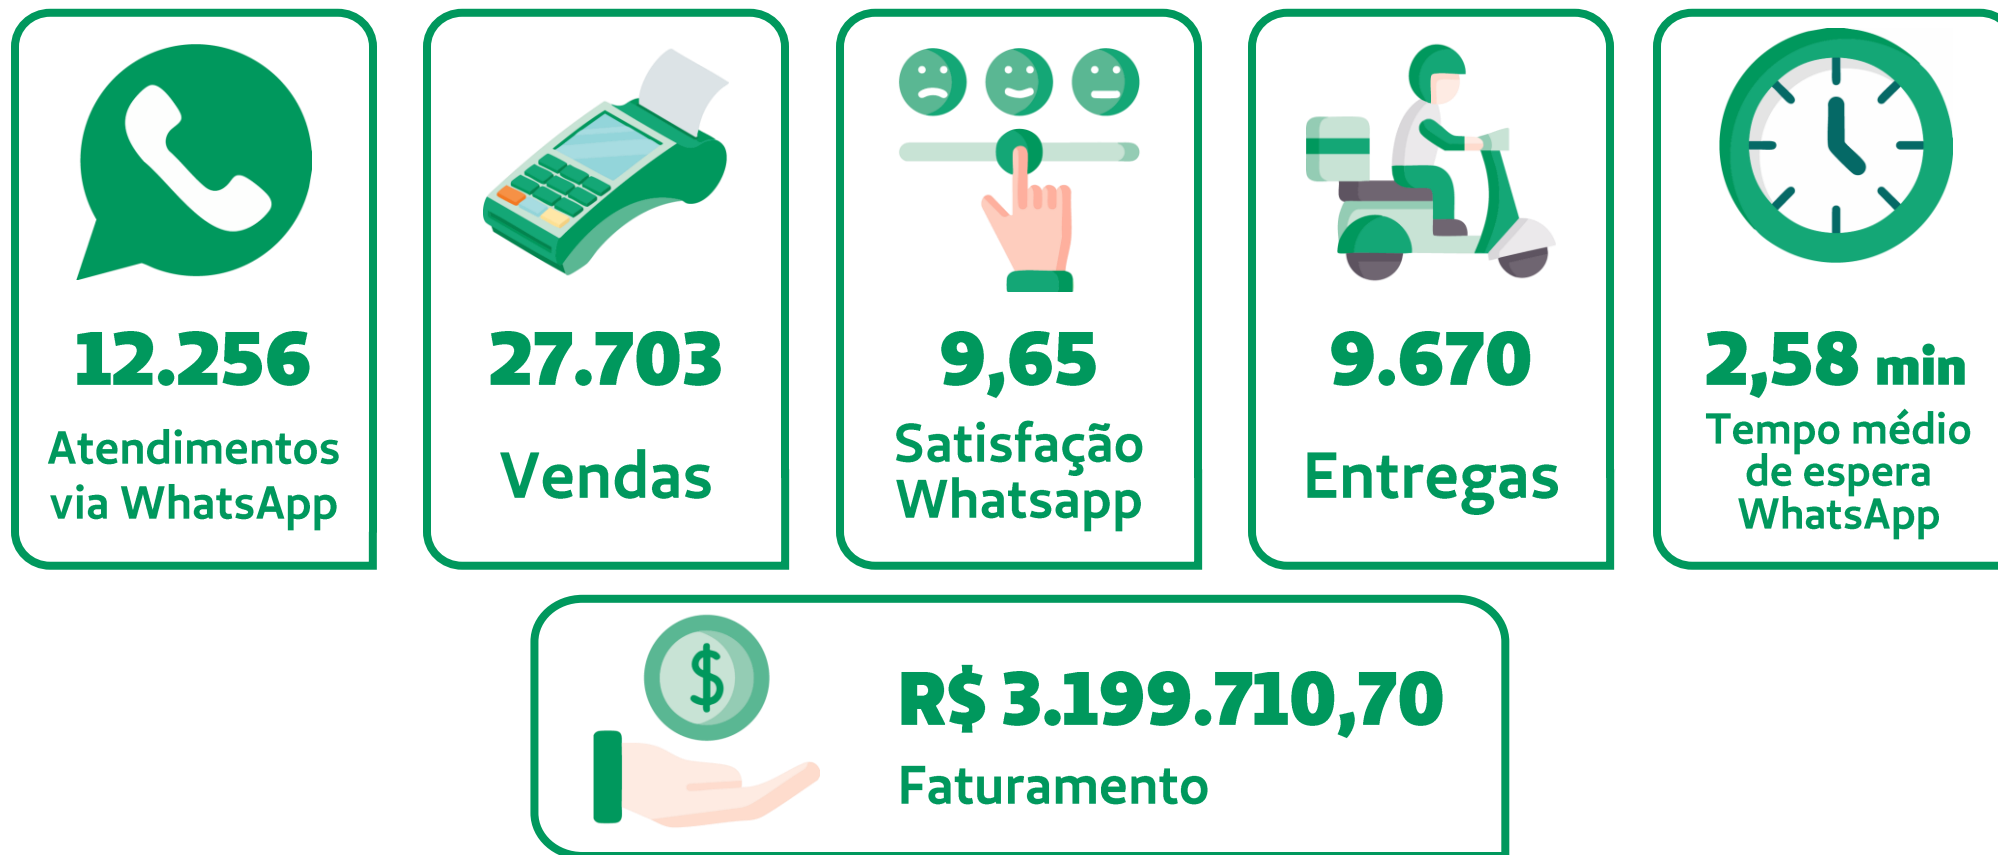 12.256
Atendimentos
via WhatsApp
27.703
Vendas
9,65
Satisfação
Whatsapp
9.670
Entregas
2,58 min
Tempo médio
de espera
WhatsApp
$
R$ 3.199.710,70
Faturamento